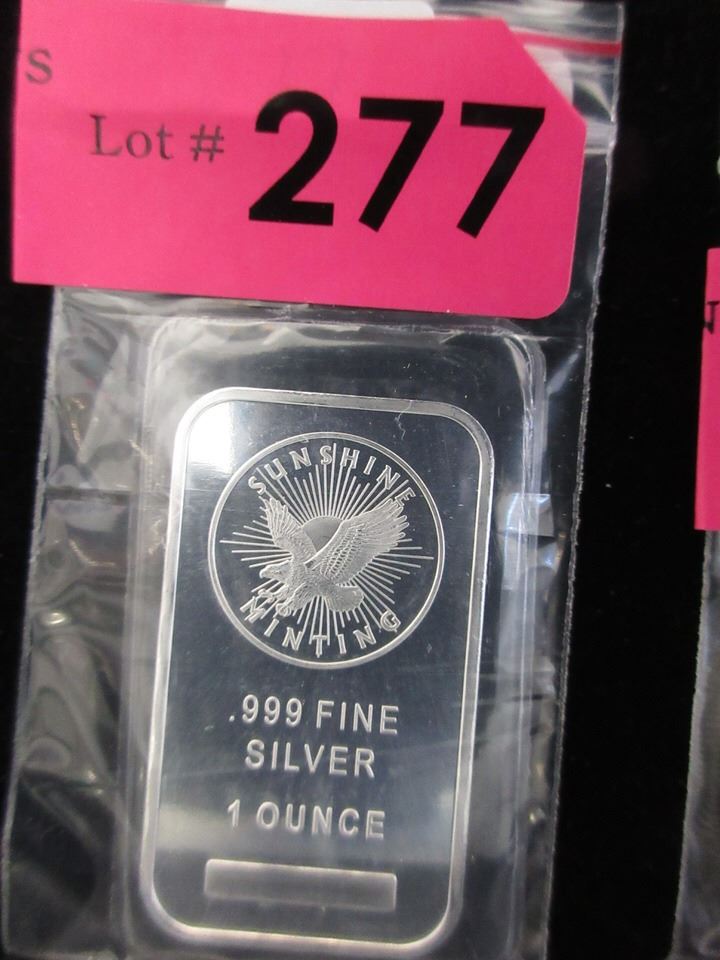 s
Lot # 277
SUNSHINE
MINTING
.999 FINE
SILVER
1 OUNCE